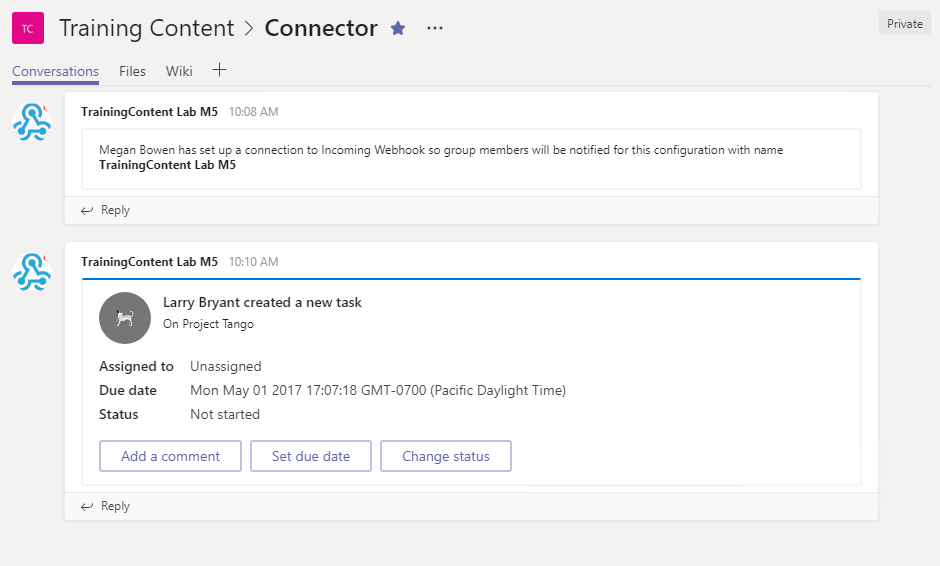 TC Training Content > Connector ...
Private
Conversations Files Wiki +
TrainingContent Lab M5 10:08 AM
Megan Bowen has set up a connection to Incoming Webhook so group members will be notified for this configuration with name
TrainingContent Lab M5
Reply
TrainingContent Lab M5 10:10 AM
Larry Bryant created a new task
On Project Tango
Assigned to Unassigned
Due date Mon May 01 2017 17:07:18 GMT-0700 (Pacific Daylight Time)
Status Not started
Add a comment Set due date Change status
Reply